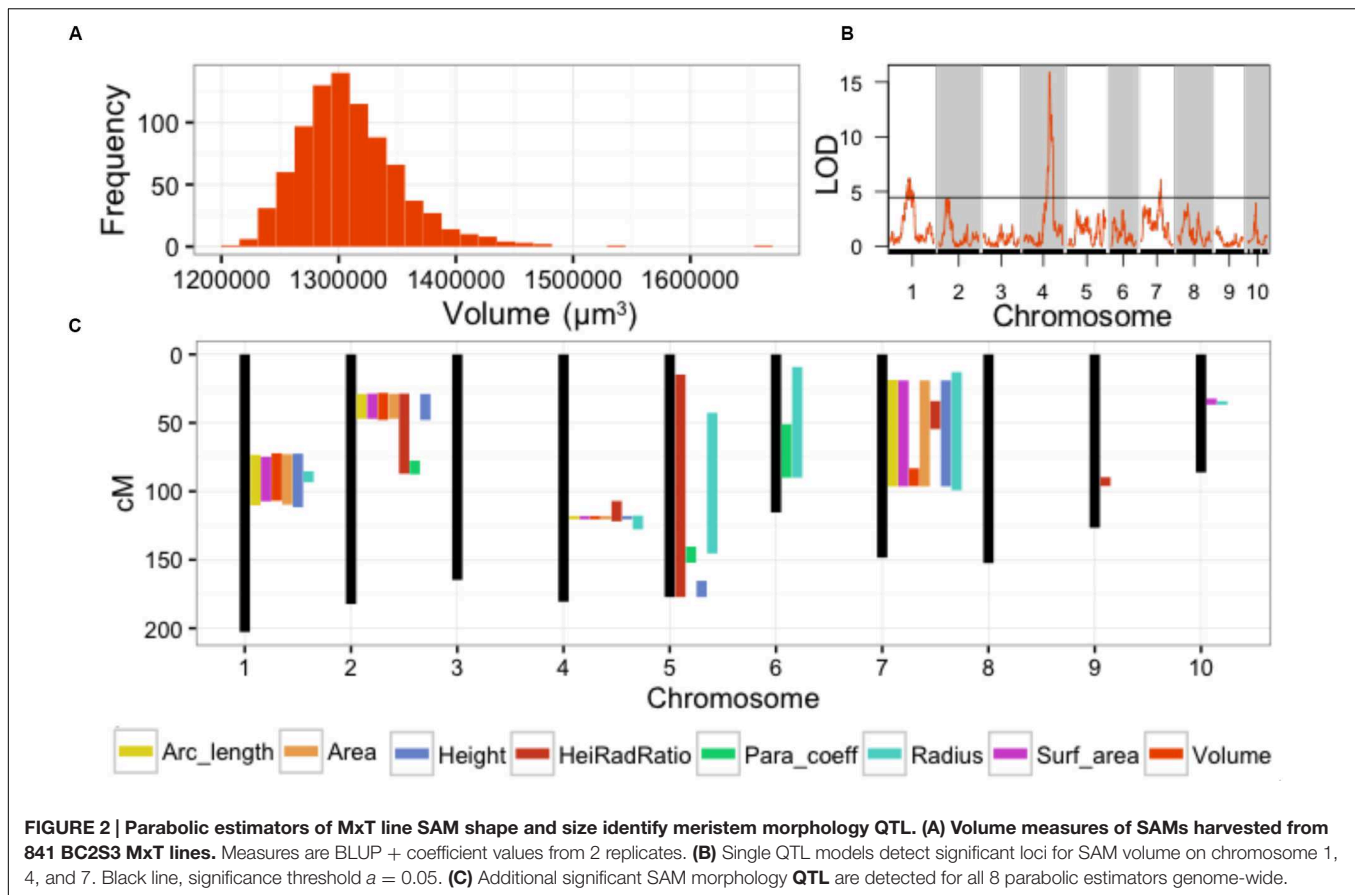 A
Frequency
100
50
0
1200000 1300000 1400000 1500000 1600000
Volume (µm³)
B
LOD
15
10
5
0
1 2 3 4 5 6 7 8 9 10
Chromosome
C
cM
0
50
100
150
200
1 2 3 4 5 6 7 8 9 10
Chromosome
Arc_length Area Height HeiRadRatio Para_coeff Radius Surf_area Volume
FIGURE 2 | Parabolic estimators of MxT line SAM shape and size identify meristem morphology QTL. (A) Volume measures of SAMs harvested from
841 BC2S3 MxT lines. Measures are BLUP + coefficient values from 2 replicates. (B) Single QTL models detect significant loci for SAM volume on chromosome 1,
4, and 7. Black line, significance threshold a = 0.05. (C) Additional significant SAM morphology QTL are detected for all 8 parabolic estimators genome-wide.